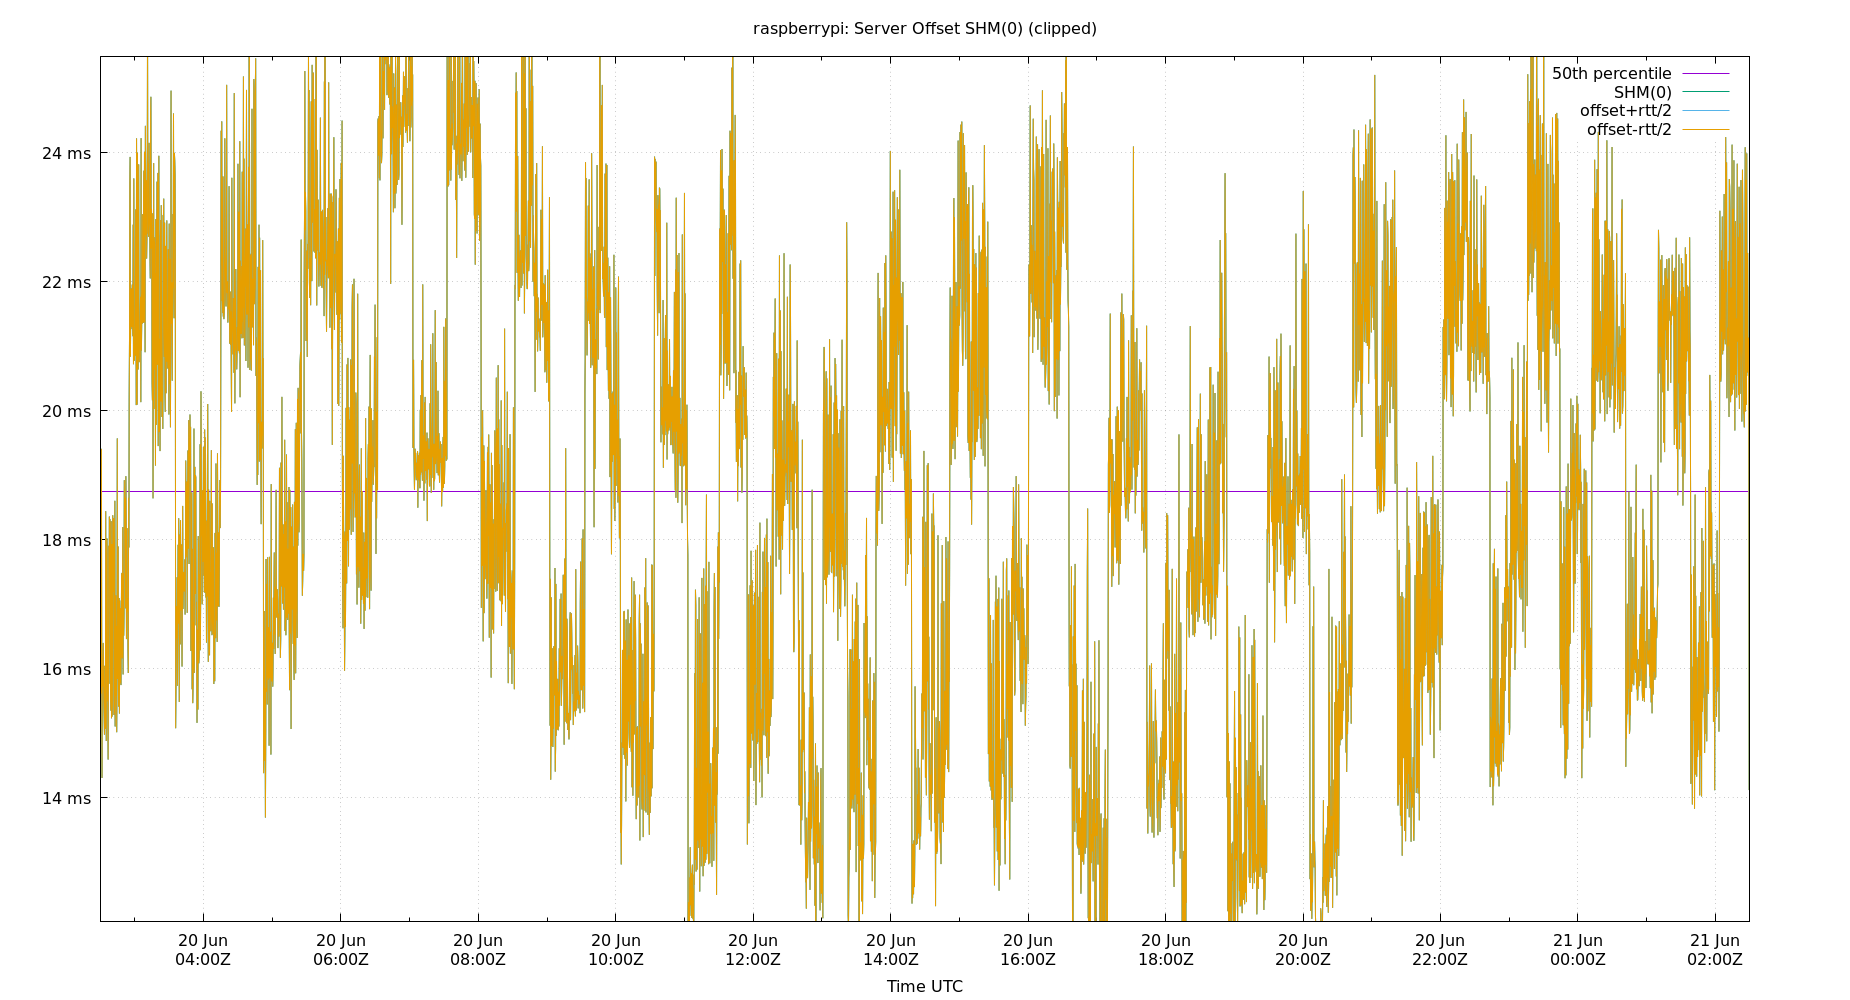 raspberrypi: Server Offset SHM(0) (clipped)
50th percentile
SHM(0)
offset+rtt/2
offset-rtt/2
24 ms
22 ms
20 ms
18 ms
16 ms
14 ms
20 Jun 20 Jun 20 Jun 20 Jun 20 Jun 20 Jun 20 Jun 20 Jun 20 Jun 20 Jun 21 Jun 21 Jun
04:00Z 06:00Z 08:00Z 10:00Z 12:00Z 14:00Z 16:00Z 18:00Z 20:00Z 22:00Z 00:00Z 02:00Z
Time UTC